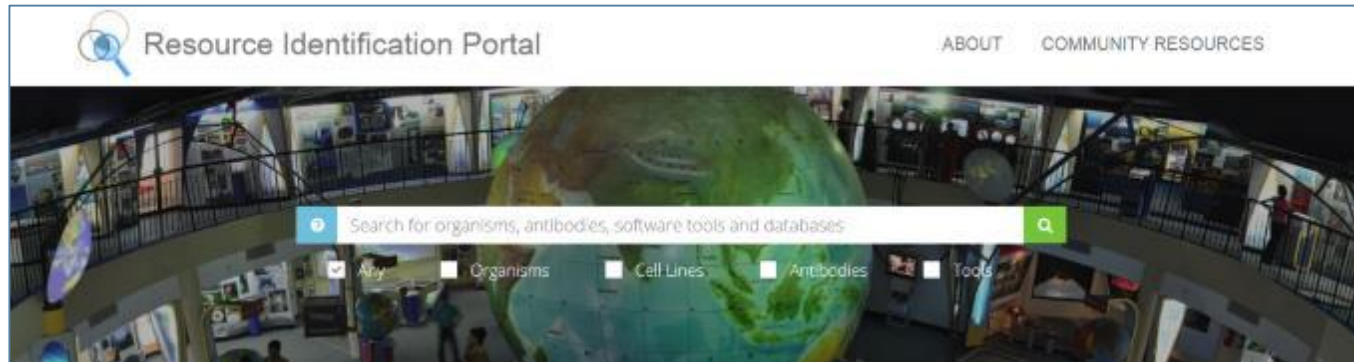 Resource Identification Portal
ABOUT COMMUNITY RESOURCES
Search for organisms, antibodies, software tools and databases
Any Organisms Cell Lines Antibodies Tools